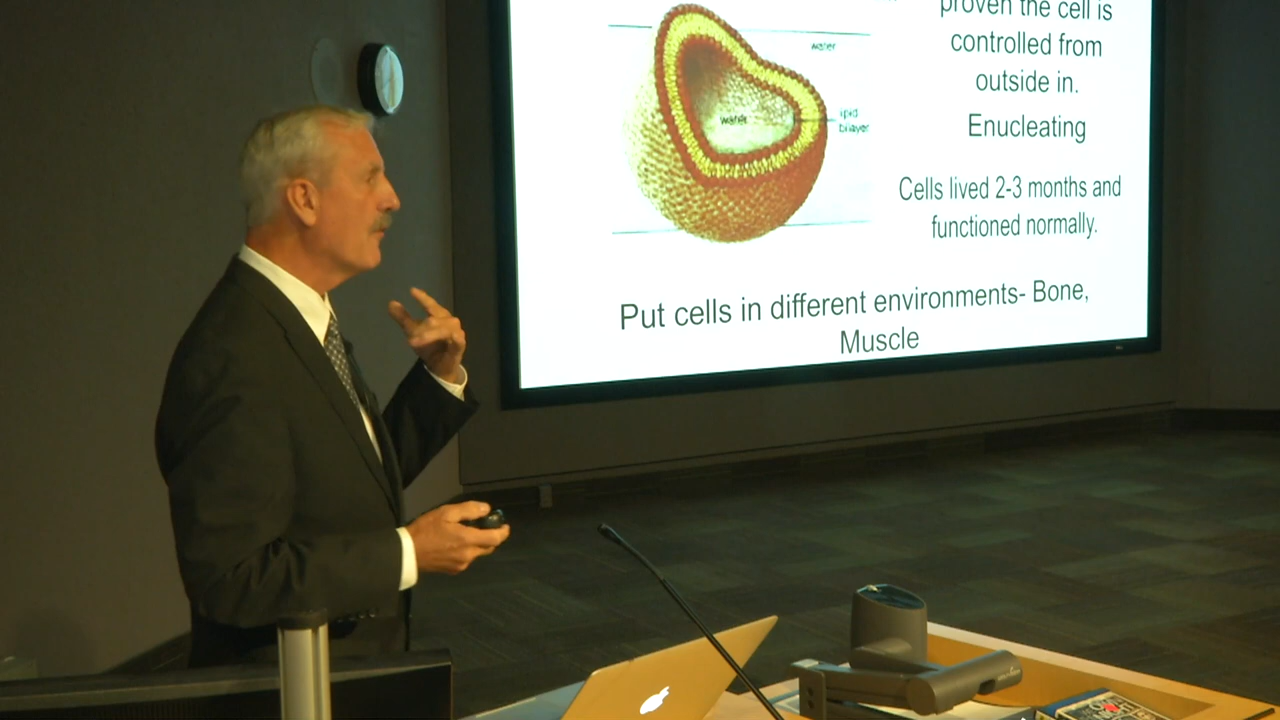 proven the cell is
controlled from
outside in.
Enucleating
Cells lived 2-3 months and
functioned normally.
Put cells in different environments- Bone,
Muscle
water
water
lipid
bilayer